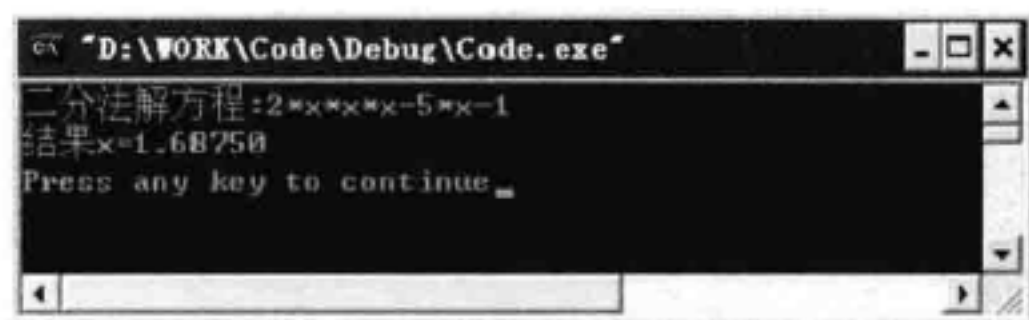 "D:\WORK\Code\Debug\Code.exe"
二分法解方程:2*x*x*x-5*x-1
结果x=1.68750
Press any key to continue_